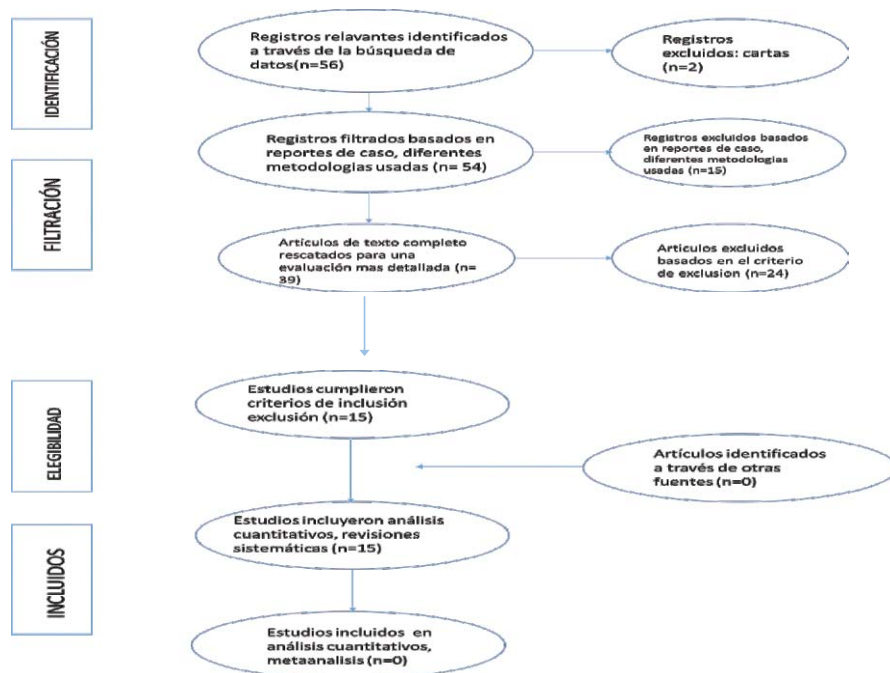 IDENTIFICACIÓN
Registros relavantes identificados
a través de la búsqueda de
datos(n=56)
Registros
excluidos: cartas
(n=2)
Registros filtrados basados en
reportes de caso, diferentes
metodologias usadas (n= 54)
Registros excluidos basados
en reportes de caso,
diferentes metodologias
usadas (n=15)
FILTRACIÓN
Artículos de texto completo
rescatados para una
evaluación mas detallada (n=
39)
Articulos excluidos
basados en el criterio
de exclusion (n=24)
ELEGIBILIDAD
Estudios cumplieron
criterios de inclusión
exclusión (n=15)
Artículos identificados
a través de otras
fuentes (n=0)
INCLUIDOS
Estudios incluyeron análisis
cuantitativos, revisiones
sistemáticas (n=15)
Estudios incluidos en
análisis cuantitativos,
metaanalisis (n=0)